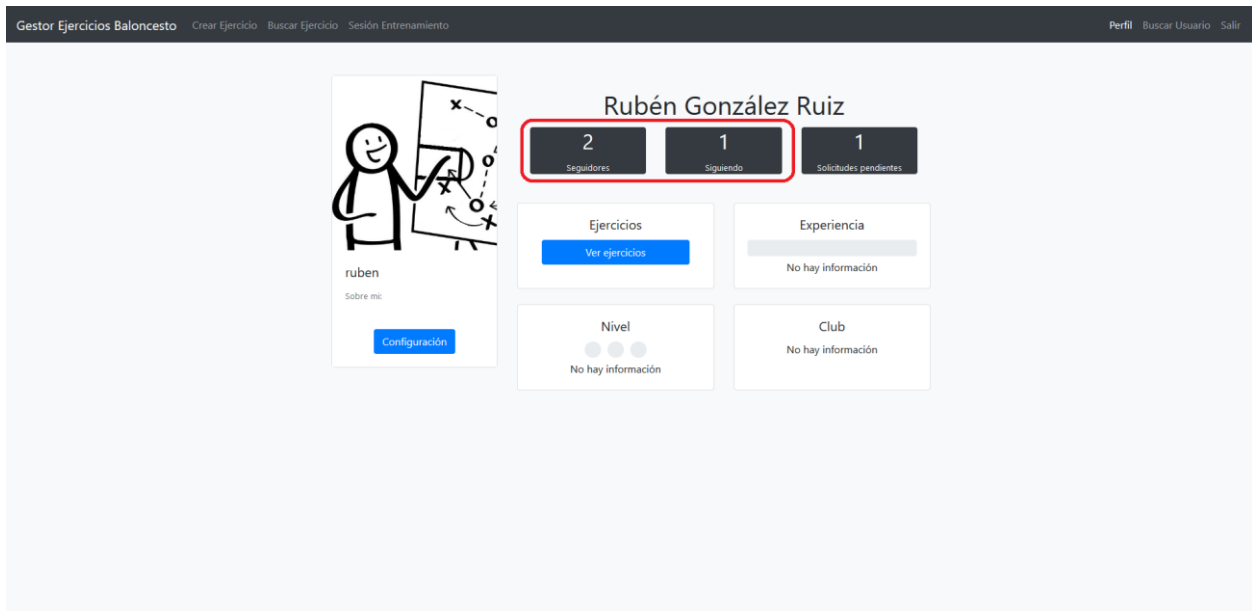 Gestor Ejercicios Baloncesto Crear Ejercicio Buscar Ejercicio Sesión Entrenamiento Perfil Buscar Usuario Salir
Rubén González Ruiz
2 1 1
Seguidores Siguiendo Solicitudes pendientes
ruben
Sobre mi:
Configuración
Ejercicios
Ver ejercicios
Experiencia
No hay información
Nivel
No hay información
Club
No hay información